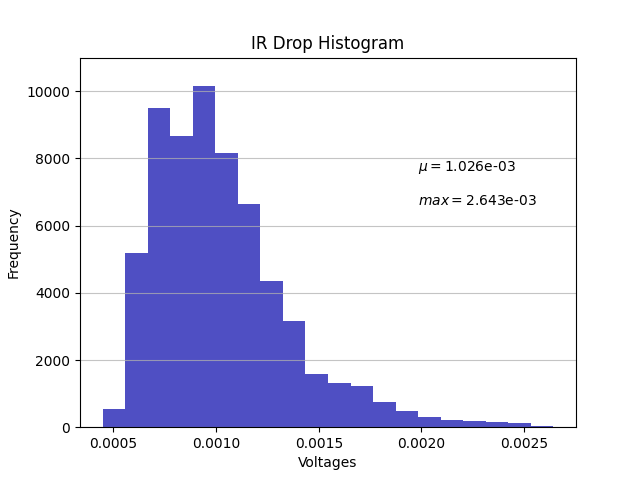 IR Drop Histogram
10000
8000
6000
4000
2000
0
Frequency
μ = 1.026e-03
max = 2.643e-03
0.0005 0.0010 0.0015 0.0020 0.0025
Voltages